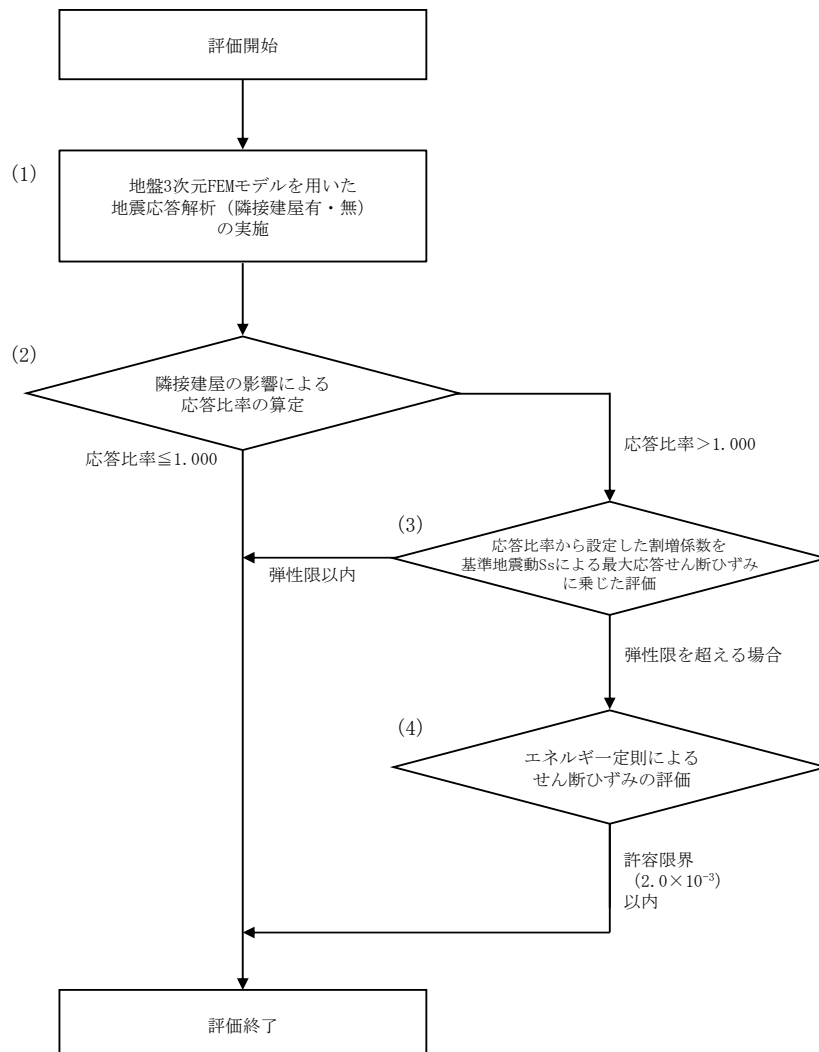 評価開始
(1)
地盤3次元FEMモデルを用いた
地震応答解析(隣接建屋有・無)
の実施
(2)
隣接建屋の影響による
応答比率の算定
応答比率≦1.000
応答比率＞1.000
(3)
応答比率から設定した割増係数を
基準地震動Ssによる最大応答せん断ひずみ
に乗じた評価
弾性限以内
弾性限を超える場合
(4)
エネルギー定則による
せん断ひずみの評価
許容限界
(2.0×10⁻³)
以内
評価終了